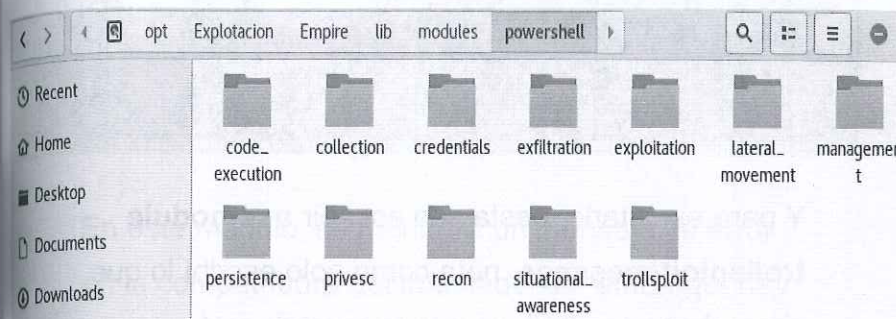 opt Explotacion Empire lib modules powershell
Recent
Home
Desktop
Documents
Downloads
code_
execution
collection
credentials
exfiltration
exploitation
lateral_
movement
managemen
t
persistence
privesc
recon
situational_
awareness
trollsploit